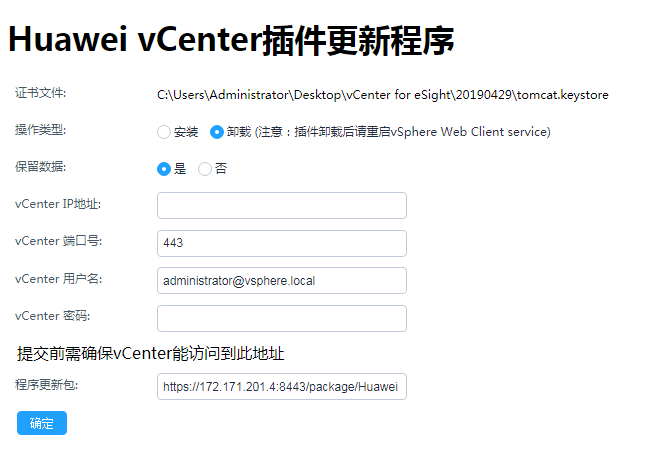 Huawei vCenter插件更新程序
证书文件: C:\Users\Administrator\Desktop\vCenter for eSight\20190429\tomcat.keystore
操作类型: 安装 卸载 (注意：插件卸载后请重启vSphere Web Client service)
保留数据: 是 否
vCenter IP地址:
vCenter 端口号: 443
vCenter 用户名: administrator@vsphere.local
vCenter 密码:
提交前需确保vCenter能访问到此地址
程序更新包: https://172.171.201.4:8443/package/Huawei
确定